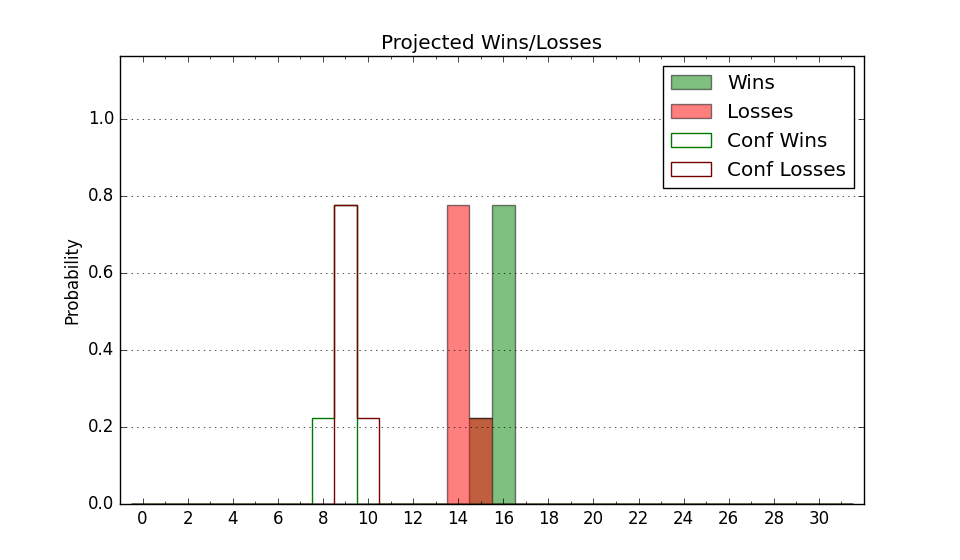 Projected Wins/Losses
Wins
Losses
Conf Wins
Conf Losses
Probability
1.0
0.8
0.6
0.4
0.2
0.0
0 2 4 6 8 10 12 14 16 18 20 22 24 26 28 30